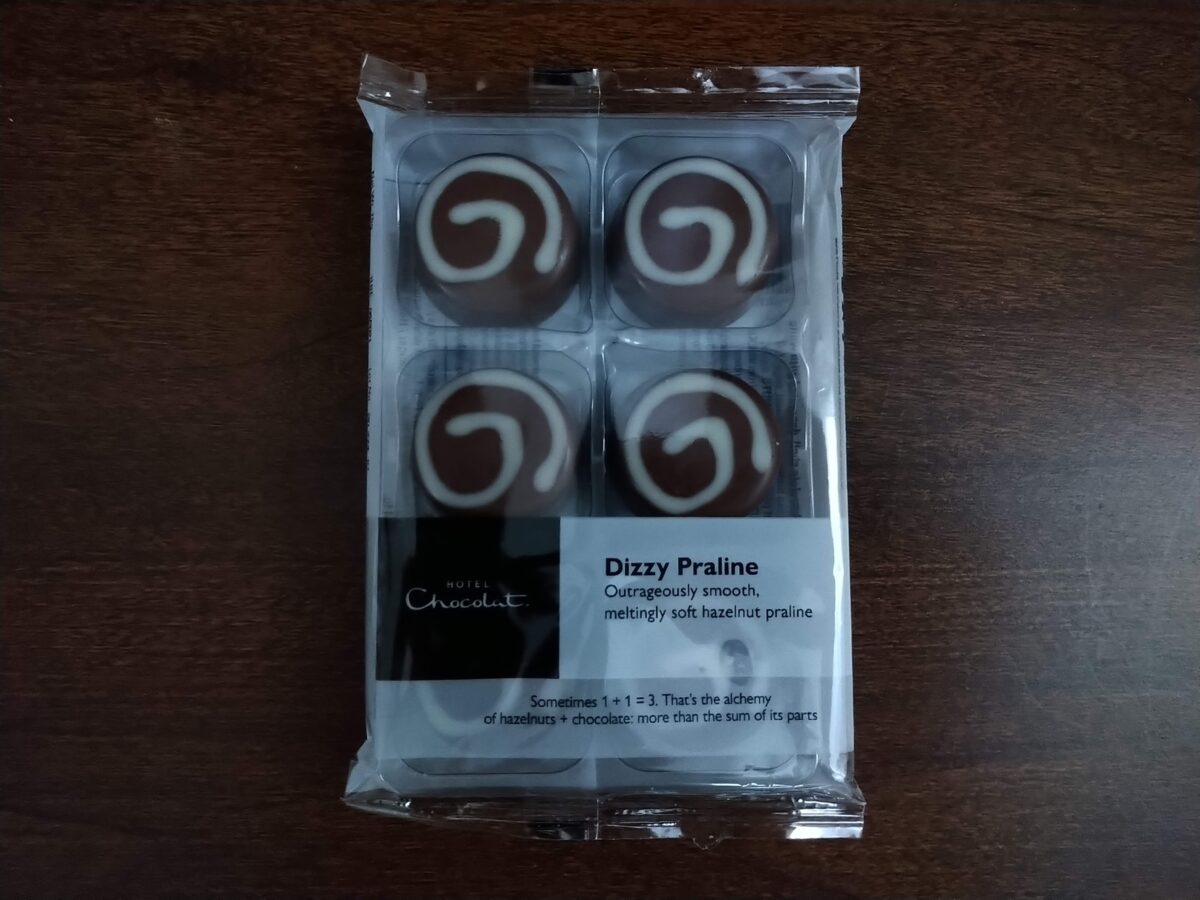 HOTEL
Chocolat.
Dizzy Praline
Outrageously smooth,
meltingly soft hazelnut praline
Sometimes 1 + 1 = 3. That's the alchemy
of hazelnuts + chocolate: more than the sum of its parts